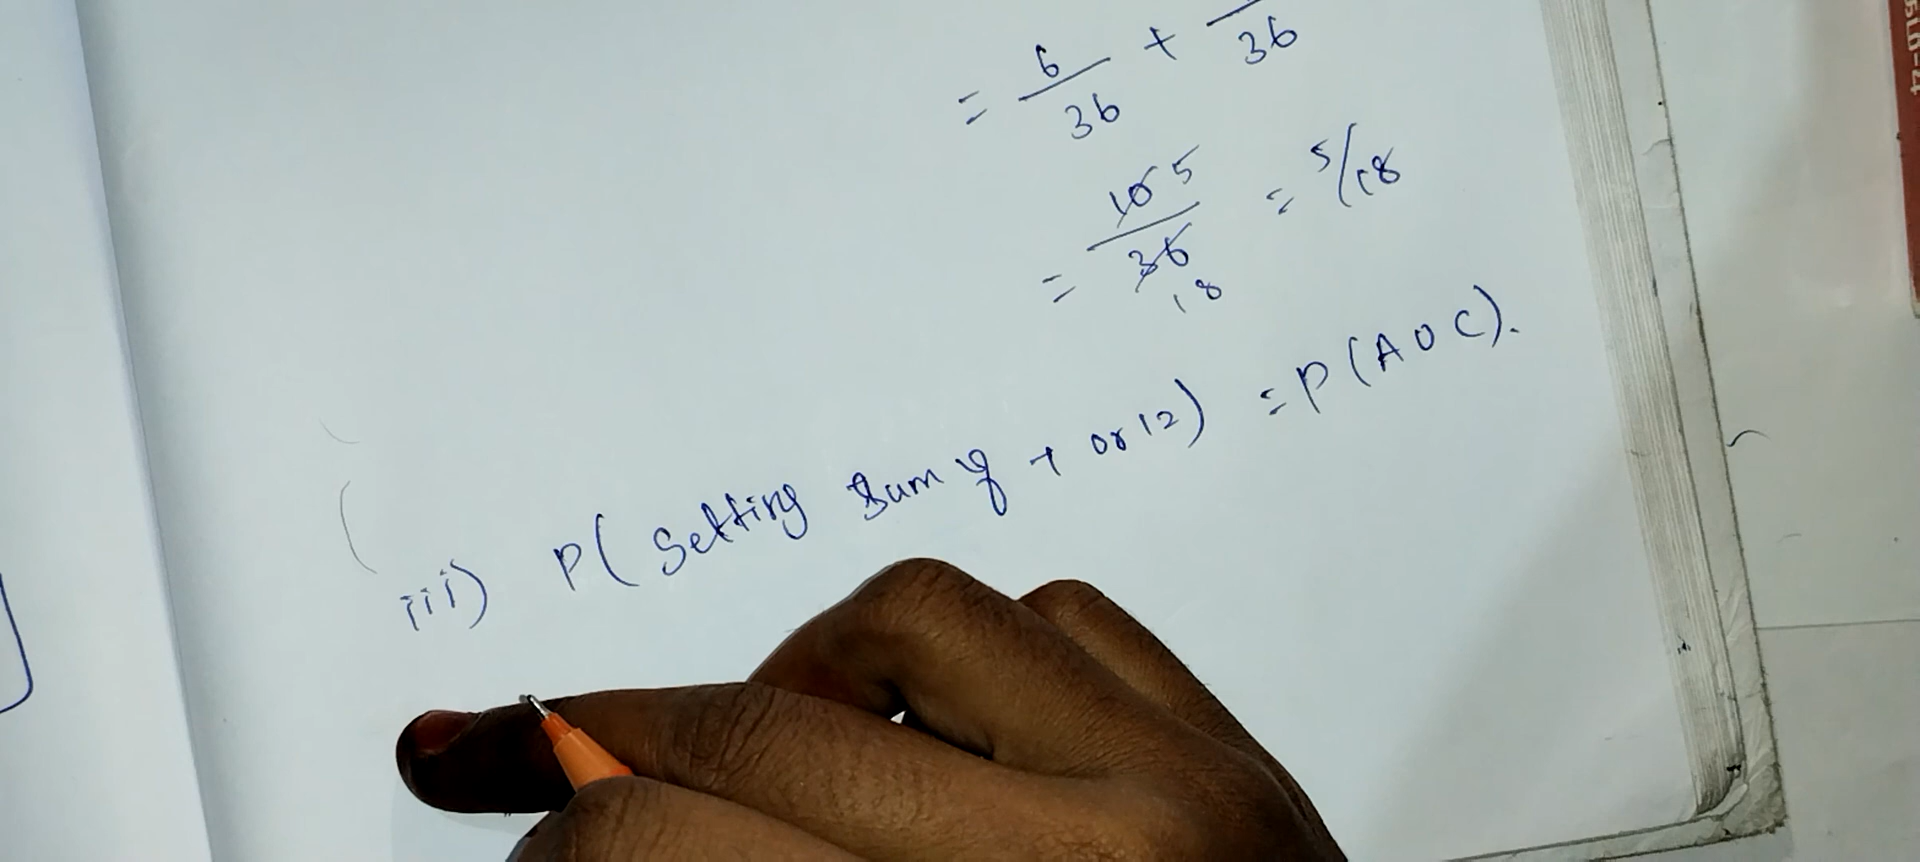 = 6/36 + /36
= 10/36 5/18 = 5/18
iii) P( Getting sum of 7 or 12) = P(A U C).